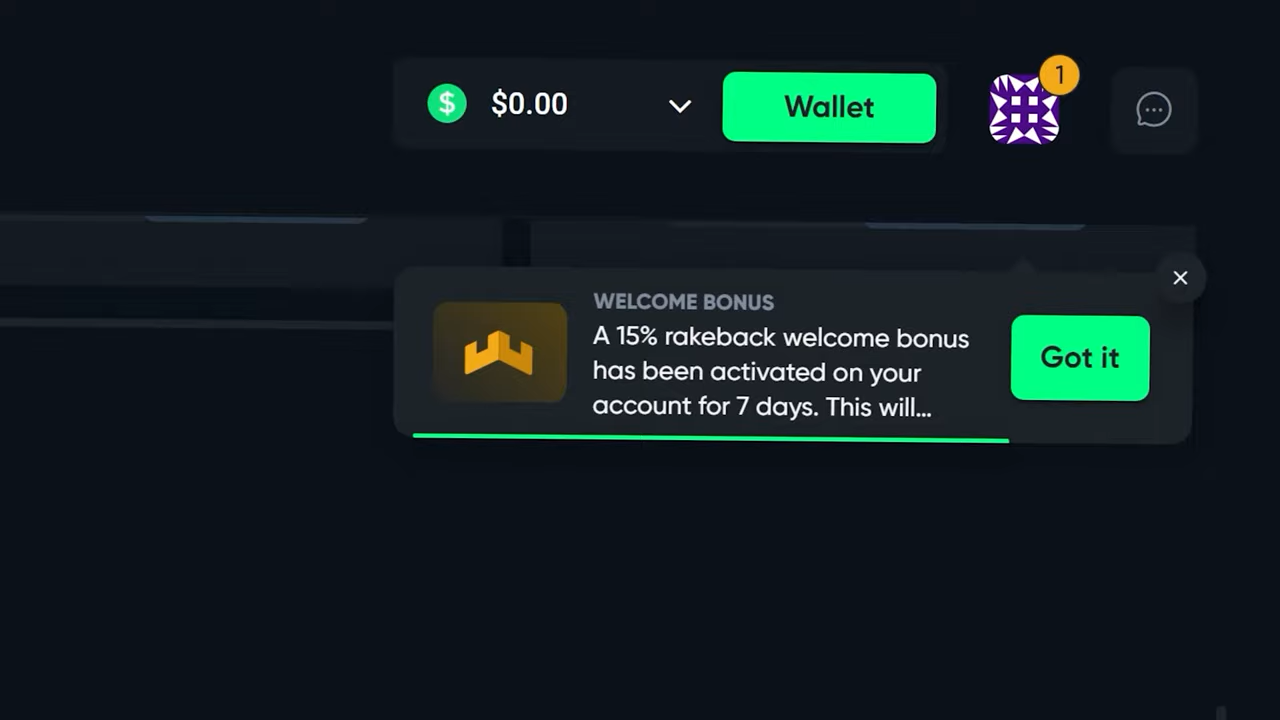 $ $0.00
Wallet
1
WELCOME BONUS
A 15% rakeback welcome bonus
has been activated on your
account for 7 days. This will...
Got it